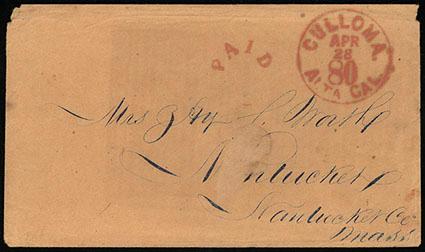 PAID
CULLOMA.
APR
28
80
ALTA CAL.
Mrs
Nantucket
Nantucket Co
Mass